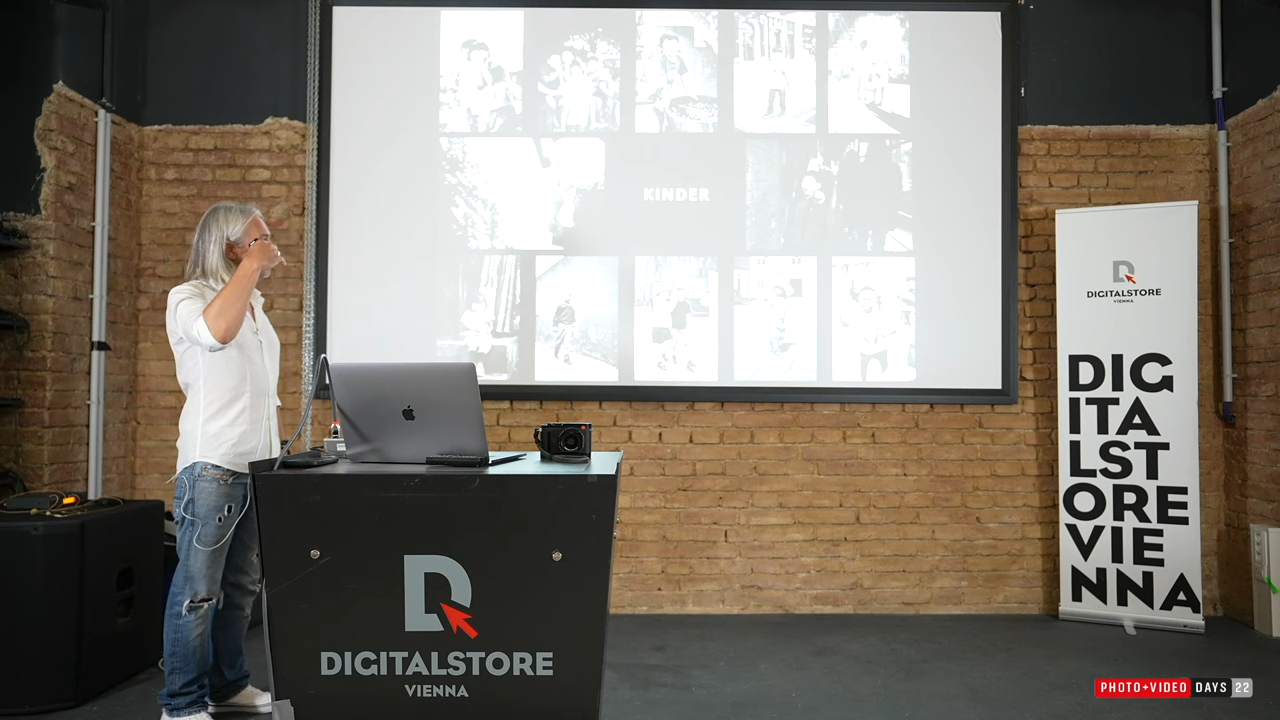 KINDER
DIGITALSTORE
VIENNA
DIG
ITA
LST
ORE
VIE
NNA
DIGITALSTORE
VIENNA
PHOTO+VIDEO DAYS 22